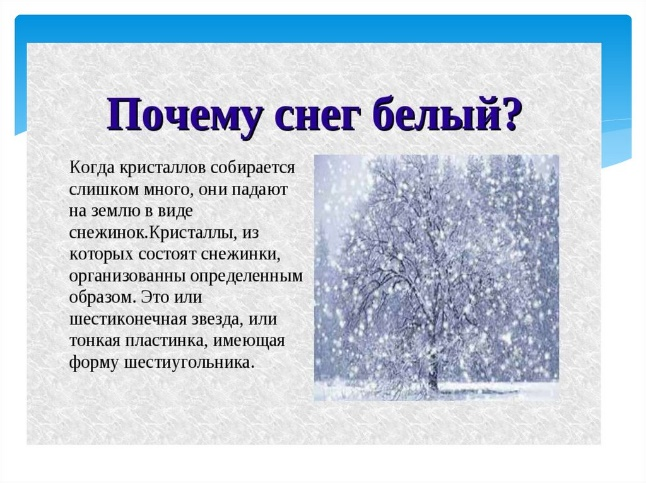 Почему снег белый?
Когда кристаллов собирается
слишком много, они падают
на землю в виде
снежинок.Кристаллы, из
которых состоят снежинки,
организованны определенным
образом. Это или
шестиконечная звезда, или
тонкая пластинка, имеющая
форму шестиугольника.